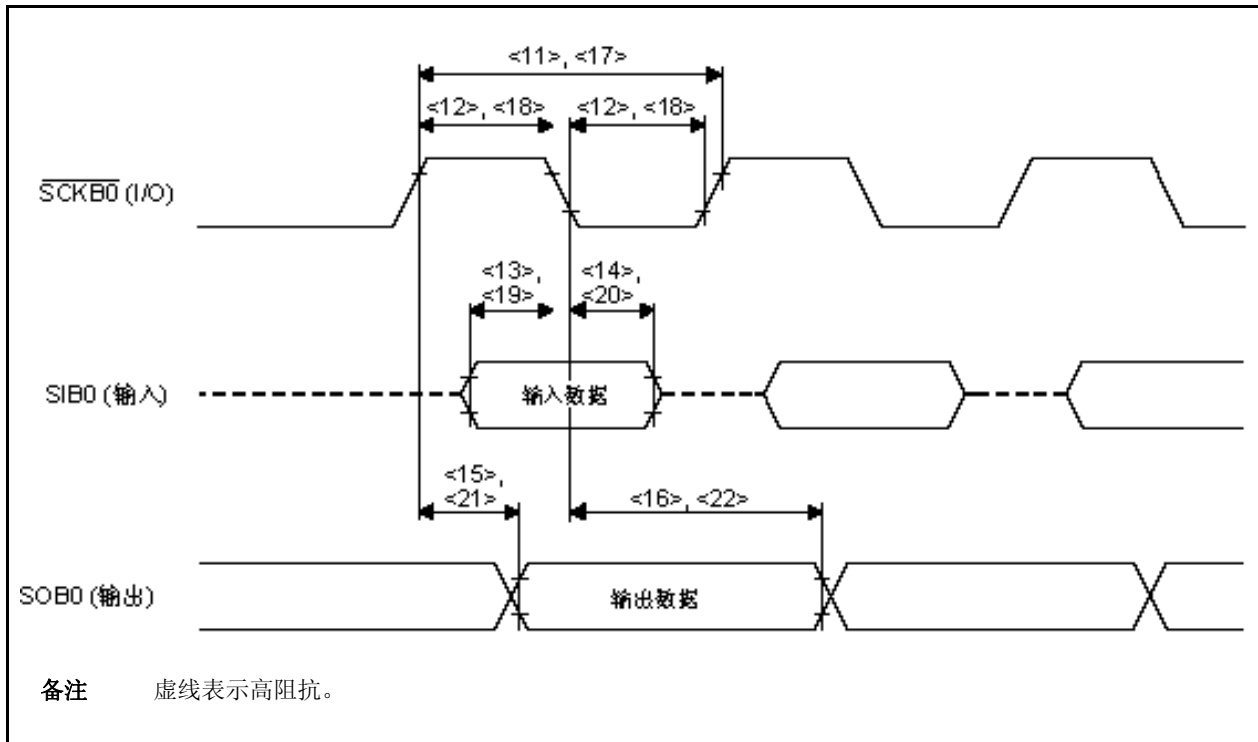 <11>, <17>
<12>, <18> <12>, <18>
SCKB0 (I/O)
<13>, <14>,
<19> <20>
SIB0 (输入) 输入数据
<15>,
<21> <16>, <22>
SOB0 (输出) 输出数据
备注 虚线表示高阻抗。